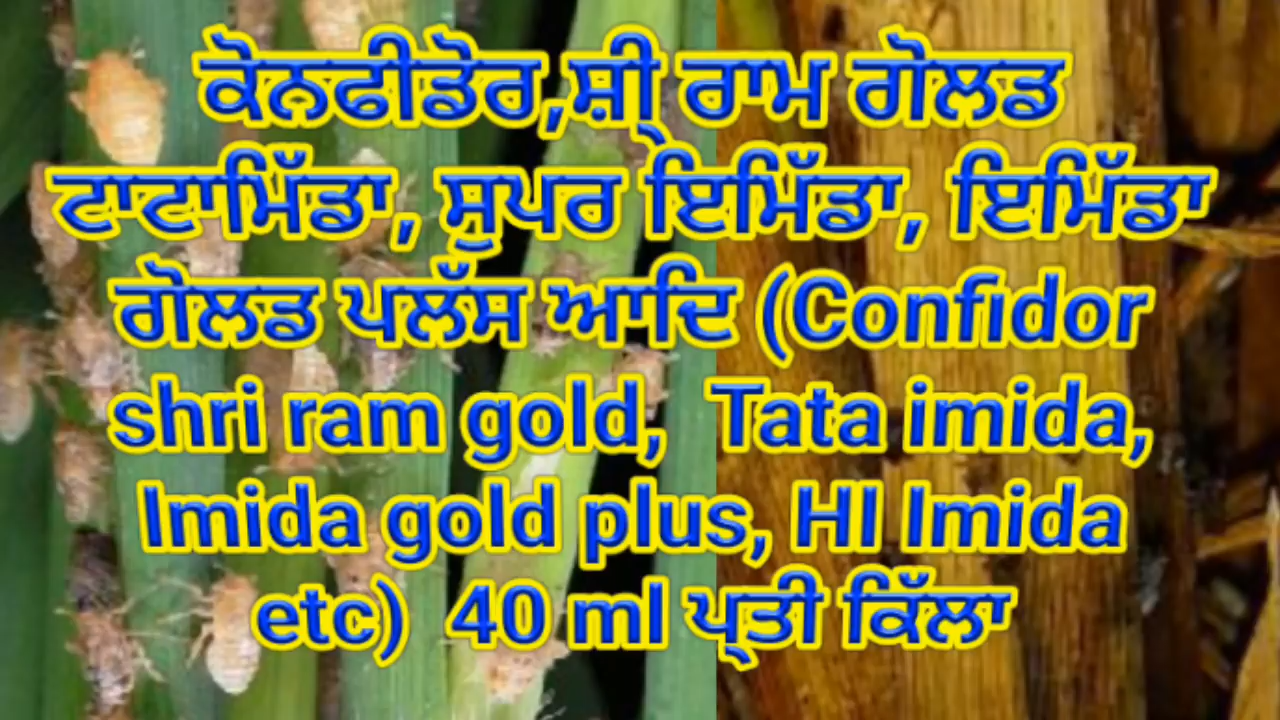 ਕੋਨਫੀਡੋਰ,ਸ਼੍ਰੀ ਰਾਮ ਗੋਲਡ
ਟਾਟਾਮਿੱਡਾ, ਸੁਪਰ ਇਮਿੱਡਾ, ਇਮਿੱਡਾ
ਗੋਲਡ ਪਲੱਸ ਆਦਿ (Confidor
shri ram gold, Tata imida,
Imida gold plus, HI Imida
etc) 40 ml ਪ੍ਰਤੀ ਕਿੱਲਾ